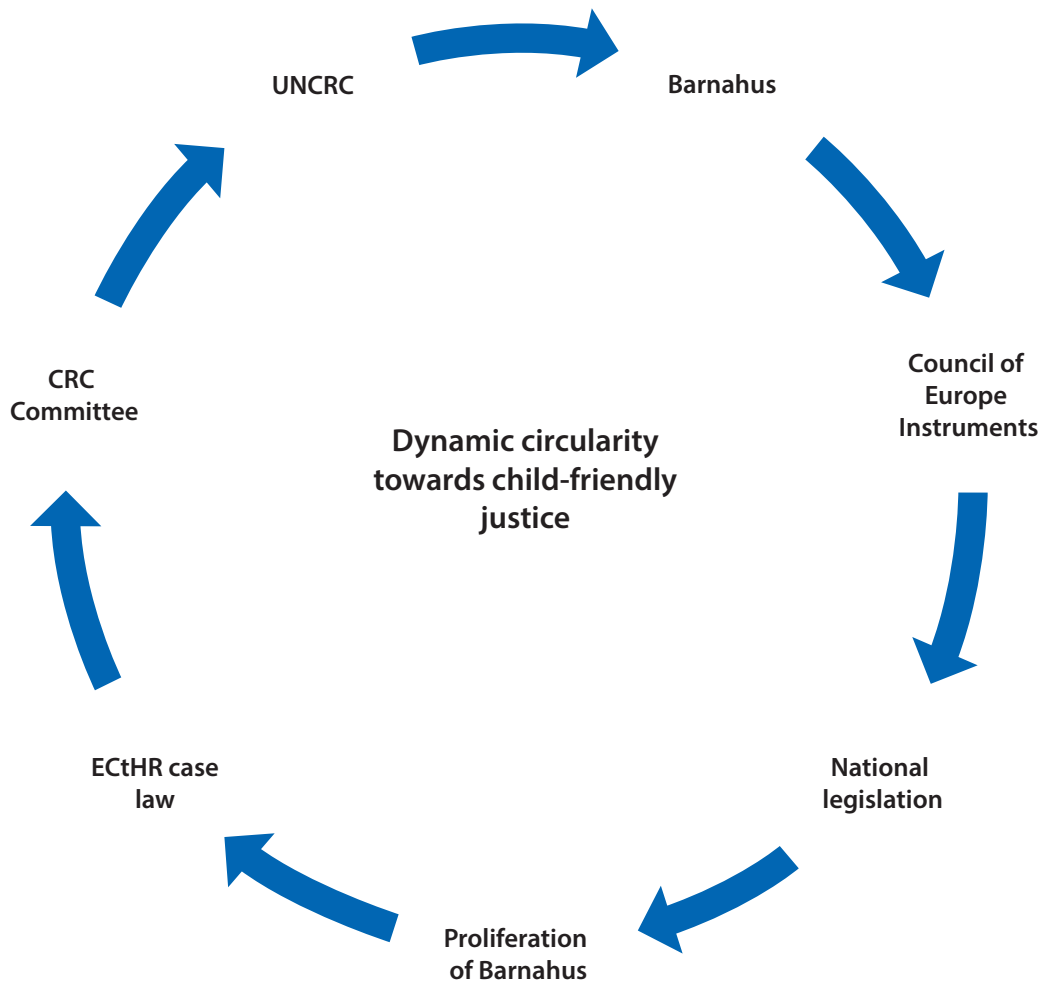 UNCRC
Barnahus
Council of
Europe
Instruments
National
legislation
Proliferation
of Barnahus
ECtHR case
law
CRC
Committee
Dynamic circularity
towards child-friendly
justice